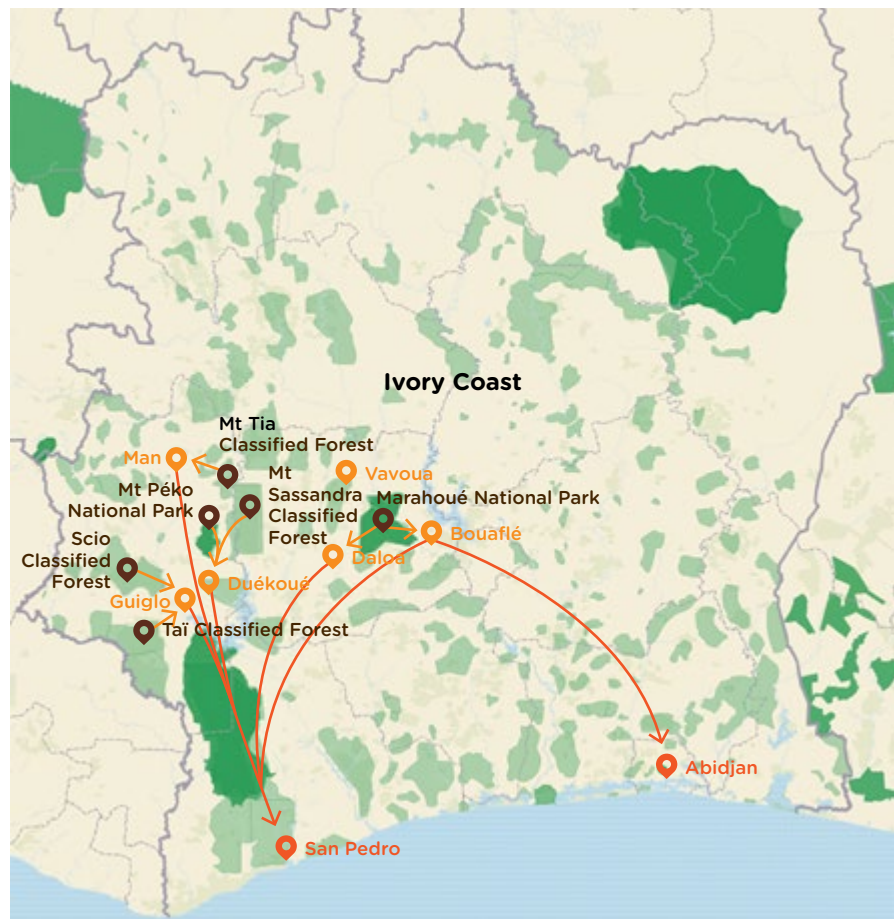 Ivory Coast
Mt Tia
Classified Forest
Man
Mt
Sassandra
Classified
Forest
Vavoua
Mt Péko
National Park
Marahoué National Park
Bouaflé
Daloa
Scio
Classified
Forest
Duékoué
Guiglo
Taï Classified Forest
Abidjan
San Pedro